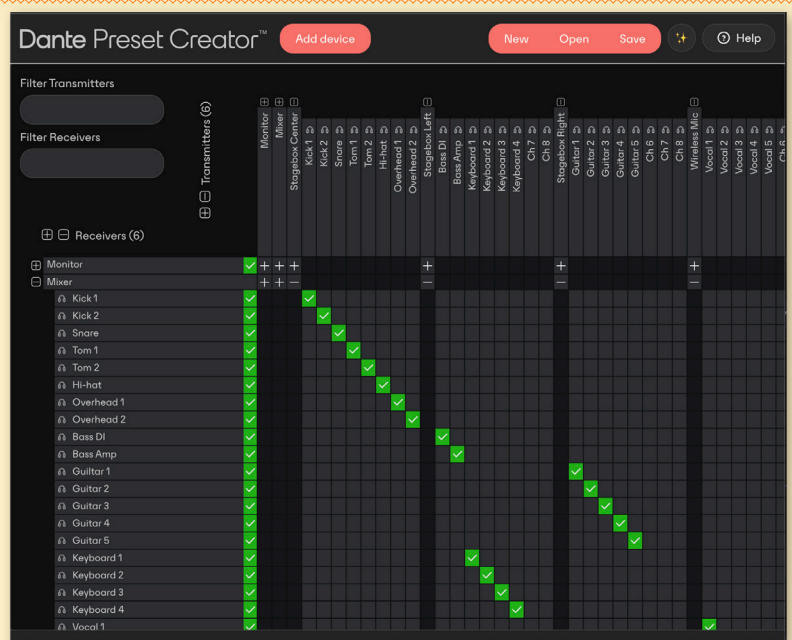 Dante Preset Creator™
Add device
New Open Save
Help
Filter Transmitters
Filter Receivers
Transmitters (6)
Receivers (6)
Monitor
Mixer
Stagebox Center
Kick 1
Kick 2
Snare
Tom 1
Tom 2
Hi-hat
Overhead 1
Overhead 2
Stagebox Left
Bass DI
Bass Amp
Keyboard 1
Keyboard 2
Keyboard 3
Keyboard 4
Ch 7
Ch 8
Stagebox Right
Guitar 1
Guitar 2
Guitar 3
Guitar 4
Guitar 5
Ch 6
Ch 7
Ch 8
Wireless Mic
Vocal 1
Vocal 2
Vocal 3
Vocal 4
Vocal 5
Ch 6
Monitor
Mixer
Kick 1
Kick 2
Snare
Tom 1
Tom 2
Hi-hat
Overhead 1
Overhead 2
Bass DI
Bass Amp
Guiltar 1
Guitar 2
Guitar 3
Guitar 4
Guitar 5
Keyboard 1
Keyboard 2
Keyboard 3
Keyboard 4
Vocal 1